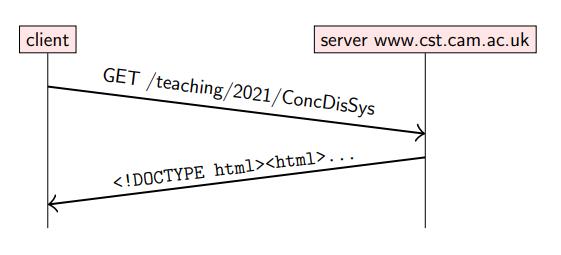 client
server www.cst.cam.ac.uk
GET /teaching/2021/ConcDisSys
<!DOCTYPE html><html>...